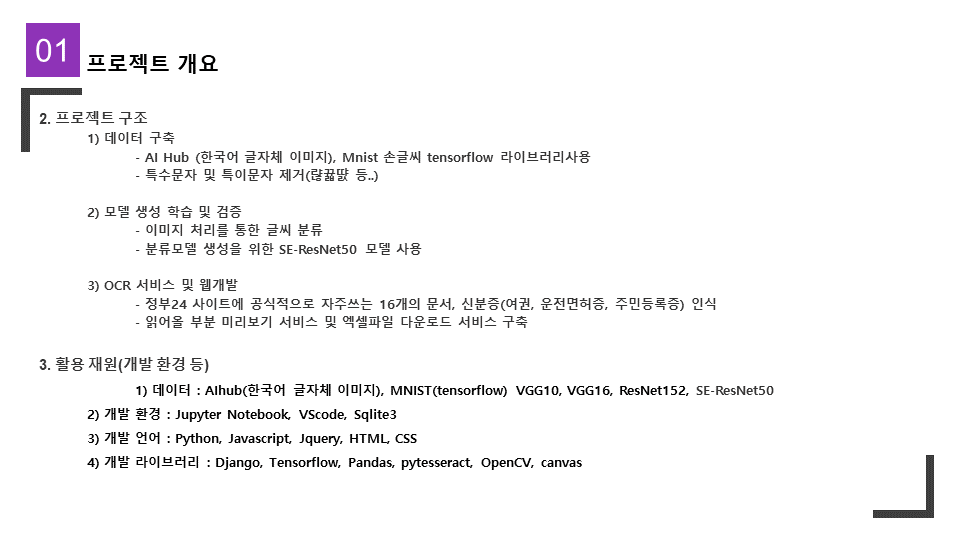 01
프로젝트 개요
2. 프로젝트 구조
1) 데이터 구축
- AI Hub (한국어 글자체 이미지), Mnist 손글씨 tensorflow 라이브러리사용
- 특수문자 및 특이문자 제거( 등..)
2) 모델 생성 학습 및 검증
- 이미지 처리를 통한 글씨 분류
- 분류모델 생성을 위한 SE-ResNet50 모델 사용
3) OCR 서비스 및 웹개발
- 정부24 사이트에 공식적으로 자주쓰는 16개의 문서, 신분증(여권, 운전면허증, 주민등록증) 인식
- 읽어올 부분 미리보기 서비스 및 엑셀파일 다운로드 서비스 구축
3. 활용 재원(개발 환경 등)
1) 데이터 : AIhub(한국어 글자체 이미지), MNIST(tensorflow) VGG10, VGG16, ResNet152, SE-ResNet50
2) 개발 환경 : Jupyter Notebook, VScode, Sqlite3
3) 개발 언어 : Python, Javascript, Jquery, HTML, CSS
4) 개발 라이브러리 : Django, Tensorflow, Pandas, pytesseract, OpenCV, canvas